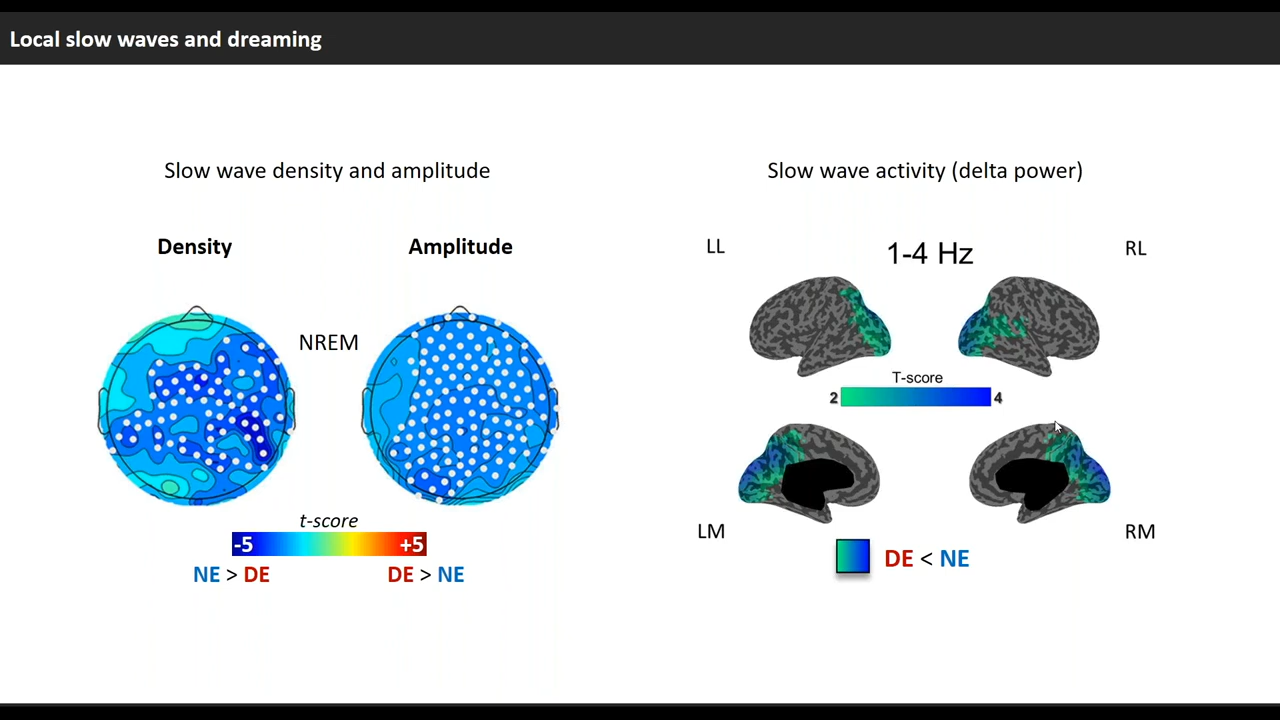 Local slow waves and dreaming
Slow wave density and amplitude
Slow wave activity (delta power)
Density
Amplitude
LL
1-4 Hz
RL
NREM
T-score
2
4
t-score
-5
+5
LM
RM
NE > DE
DE > NE
DE < NE